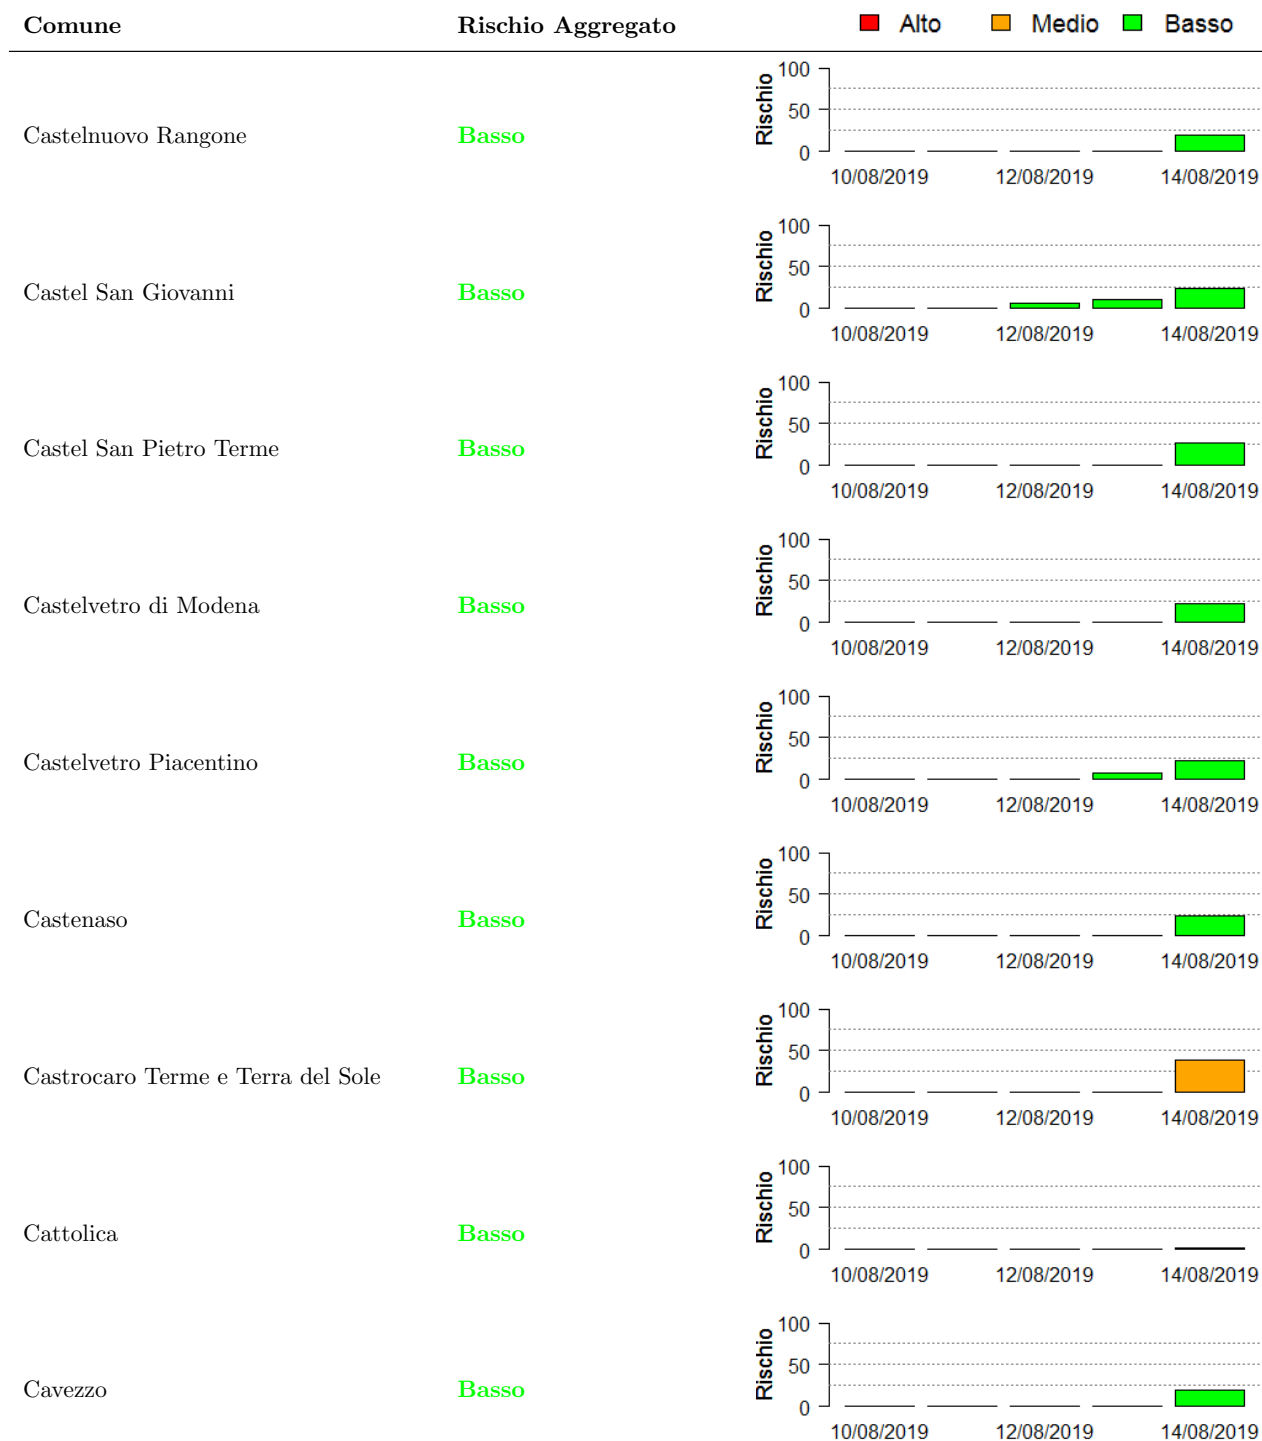 Comune Rischio Aggregato Alto Medio Basso
100
50
0
Rischio
Castelnuovo Rangone Basso
10/08/2019 12/08/2019 14/08/2019
100
50
0
Rischio
Castel San Giovanni Basso
10/08/2019 12/08/2019 14/08/2019
100
50
0
Rischio
Castel San Pietro Terme Basso
10/08/2019 12/08/2019 14/08/2019
100
50
0
Rischio
Castelvetro di Modena Basso
10/08/2019 12/08/2019 14/08/2019
100
50
0
Rischio
Castelvetro Piacentino Basso
10/08/2019 12/08/2019 14/08/2019
100
50
0
Rischio
Castenaso Basso
10/08/2019 12/08/2019 14/08/2019
100
50
0
Rischio
Castrocaro Terme e Terra del Sole Basso
10/08/2019 12/08/2019 14/08/2019
100
50
0
Rischio
Cattolica Basso
10/08/2019 12/08/2019 14/08/2019
100
50
0
Rischio
Cavezzo Basso
10/08/2019 12/08/2019 14/08/2019